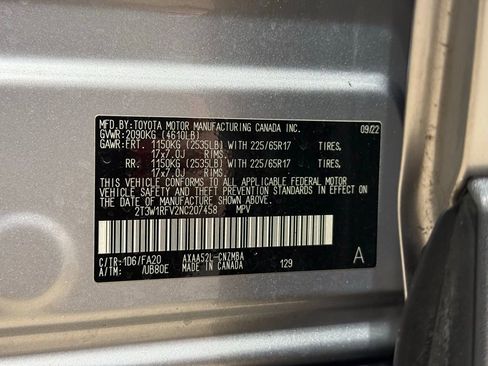 MFD.BY:TOYOTA MOTOR MANUFACTURING CANADA INC. 09/22
GVWR:2090KG (4610LB)
GAWR:FRT. 1150KG (2535LB) WITH 225/65R17 TIRES,
17x7.0J RIMS.
RR. 1150KG (2535LB) WITH 225/65R17 TIRES,
17x7.0J RIMS.
THIS VEHICLE CONFORMS TO ALL APPLICABLE FEDERAL MOTOR
VEHICLE SAFETY AND THEFT PREVENTION STANDARDS IN EFFECT ON
THE DATE OF MANUFACTURE SHOWN ABOVE.
2T3W1RFV2NC207458 MPV
C/TR:1D6/FA20 AXAA52L-CNZMBA
A/TM: /UB80E MADE IN CANADA 129 A